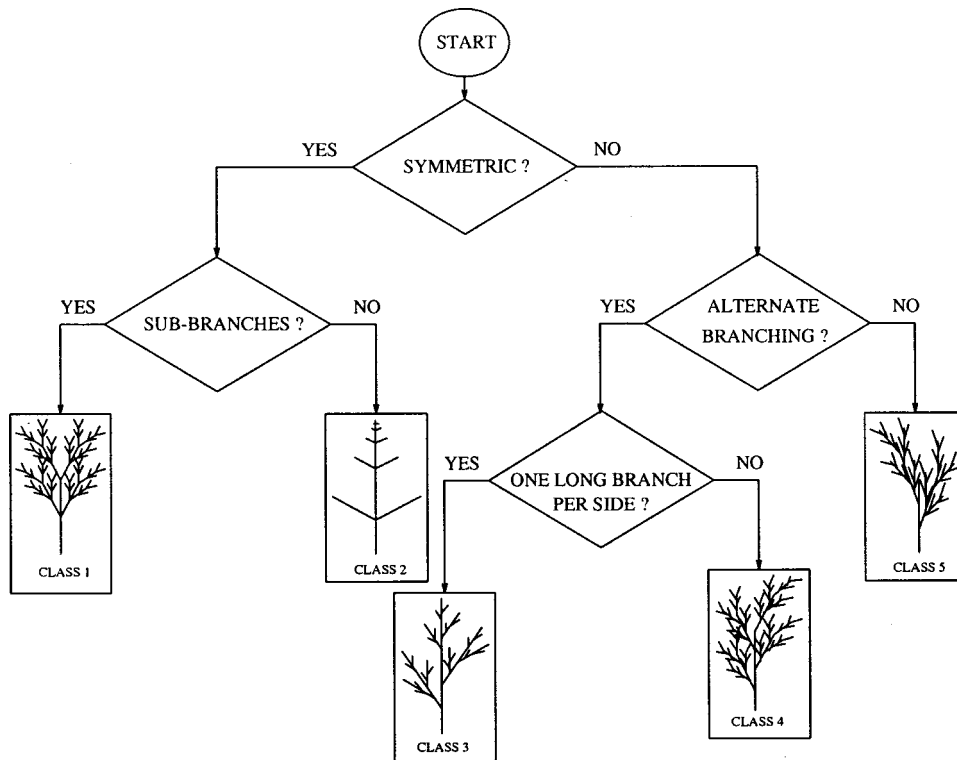 START
YES
SYMMETRIC ?
NO
YES
SUB-BRANCHES ?
NO
YES
ALTERNATE
BRANCHING ?
NO
YES
ONE LONG BRANCH
PER SIDE ?
NO
CLASS 1
CLASS 2
CLASS 5
CLASS 3
CLASS 4